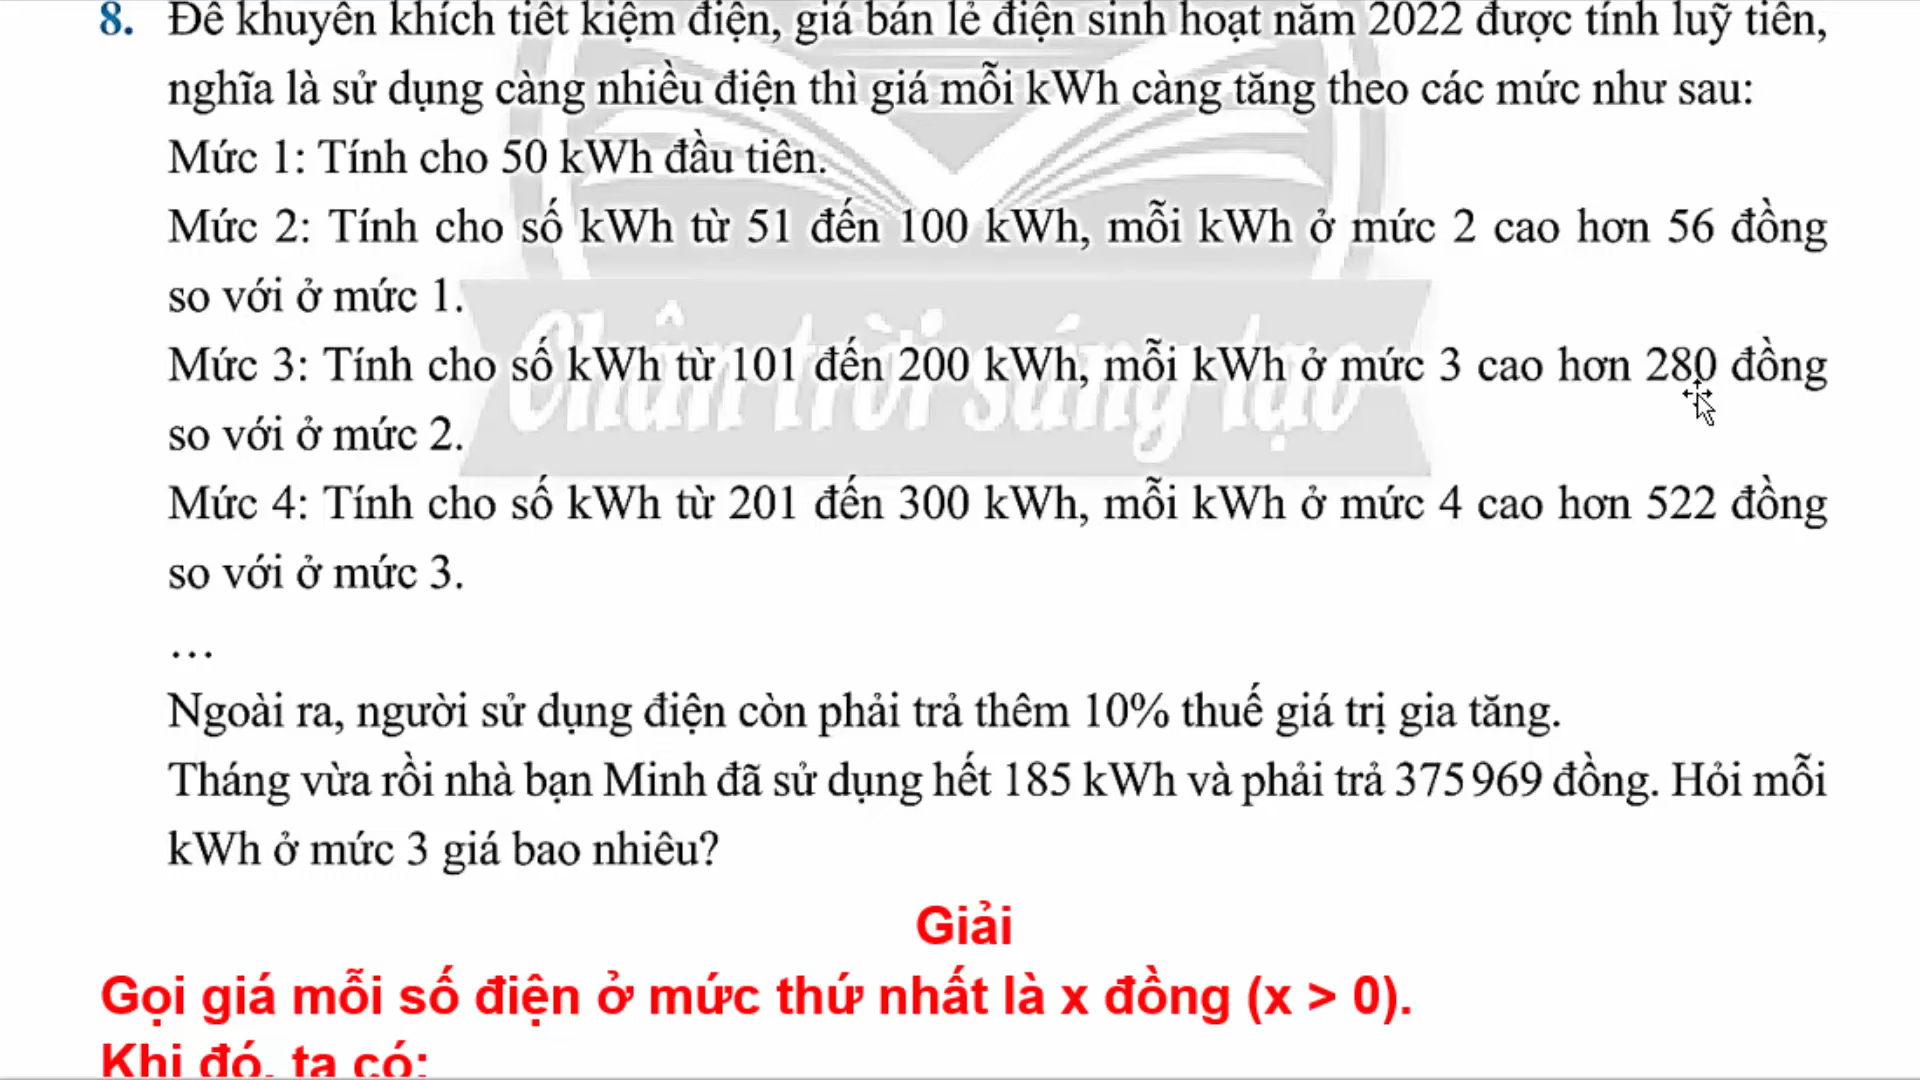 8. Để khuyến khích tiết kiệm điện, giá bán lẻ điện sinh hoạt năm 2022 được tính luỹ tiến,
nghĩa là sử dụng càng nhiều điện thì giá mỗi kWh càng tăng theo các mức như sau:
Mức 1: Tính cho 50 kWh đầu tiên.
Mức 2: Tính cho số kWh từ 51 đến 100 kWh, mỗi kWh ở mức 2 cao hơn 56 đồng
so với ở mức 1.
Chân trời sáng tạo
Mức 3: Tính cho số kWh từ 101 đến 200 kWh, mỗi kWh ở mức 3 cao hơn 280 đồng
so với ở mức 2.
Mức 4: Tính cho số kWh từ 201 đến 300 kWh, mỗi kWh ở mức 4 cao hơn 522 đồng
so với ở mức 3.
...
Ngoài ra, người sử dụng điện còn phải trả thêm 10% thuế giá trị gia tăng.
Tháng vừa rồi nhà bạn Minh đã sử dụng hết 185 kWh và phải trả 375 969 đồng. Hỏi mỗi
kWh ở mức 3 giá bao nhiêu?
Giải
Gọi giá mỗi số điện ở mức thứ nhất là x đồng (x > 0).
Khi đó, ta có: